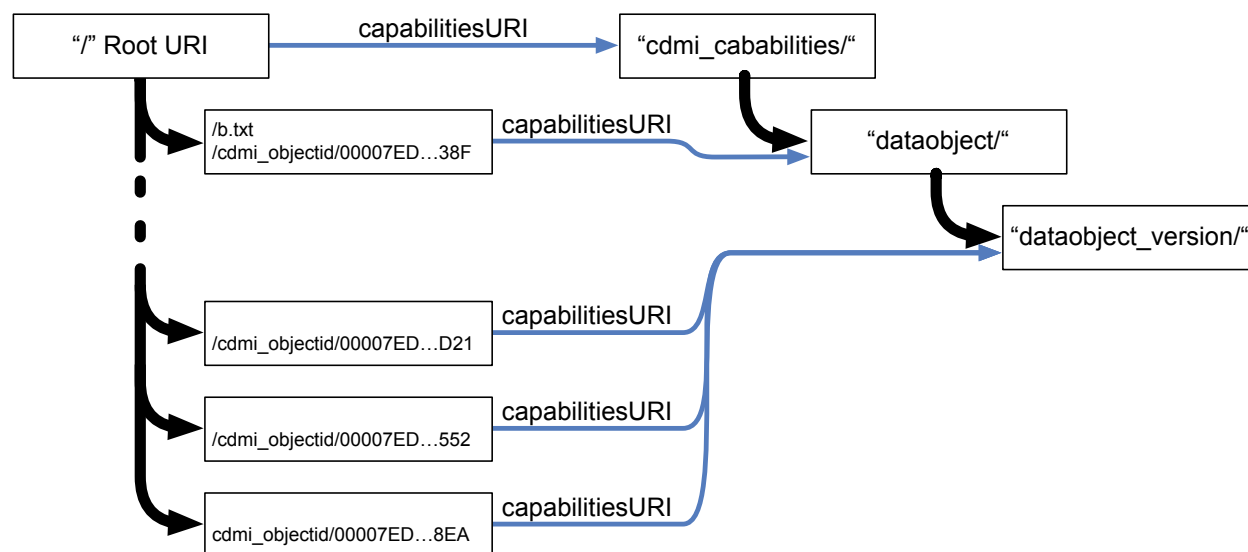 “/” Root URI
capabilitiesURI
“cdmi_cababilities/“
/b.txt
/cdmi_objectid/00007ED…38F
capabilitiesURI
“dataobject/“
“dataobject_version/“
/cdmi_objectid/00007ED…D21
capabilitiesURI
/cdmi_objectid/00007ED…552
capabilitiesURI
cdmi_objectid/00007ED…8EA
capabilitiesURI